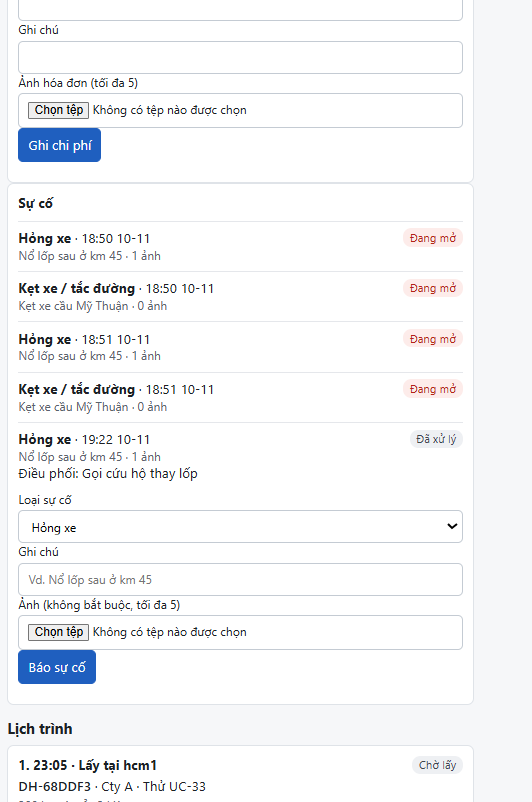 Ghi chú
Ảnh hóa đơn (tối đa 5)
Chọn tệp Không có tệp nào được chọn
Ghi chi phí
Sự cố
Hỏng xe · 18:50 10-11 Đang mở
Nổ lốp sau ở km 45 · 1 ảnh
Kẹt xe / tắc đường · 18:50 10-11 Đang mở
Kẹt xe cầu Mỹ Thuận · 0 ảnh
Hỏng xe · 18:51 10-11 Đang mở
Nổ lốp sau ở km 45 · 1 ảnh
Kẹt xe / tắc đường · 18:51 10-11 Đang mở
Kẹt xe cầu Mỹ Thuận · 0 ảnh
Hỏng xe · 19:22 10-11 Đã xử lý
Nổ lốp sau ở km 45 · 1 ảnh
Điều phối: Gọi cứu hộ thay lốp
Loại sự cố
Hỏng xe
Ghi chú
Vd. Nổ lốp sau ở km 45
Ảnh (không bắt buộc, tối đa 5)
Chọn tệp Không có tệp nào được chọn
Báo sự cố
Lịch trình
1. 23:05 · Lấy tại hcm1 Chờ lấy
DH-68DDF3 · Cty A · Thử UC-33